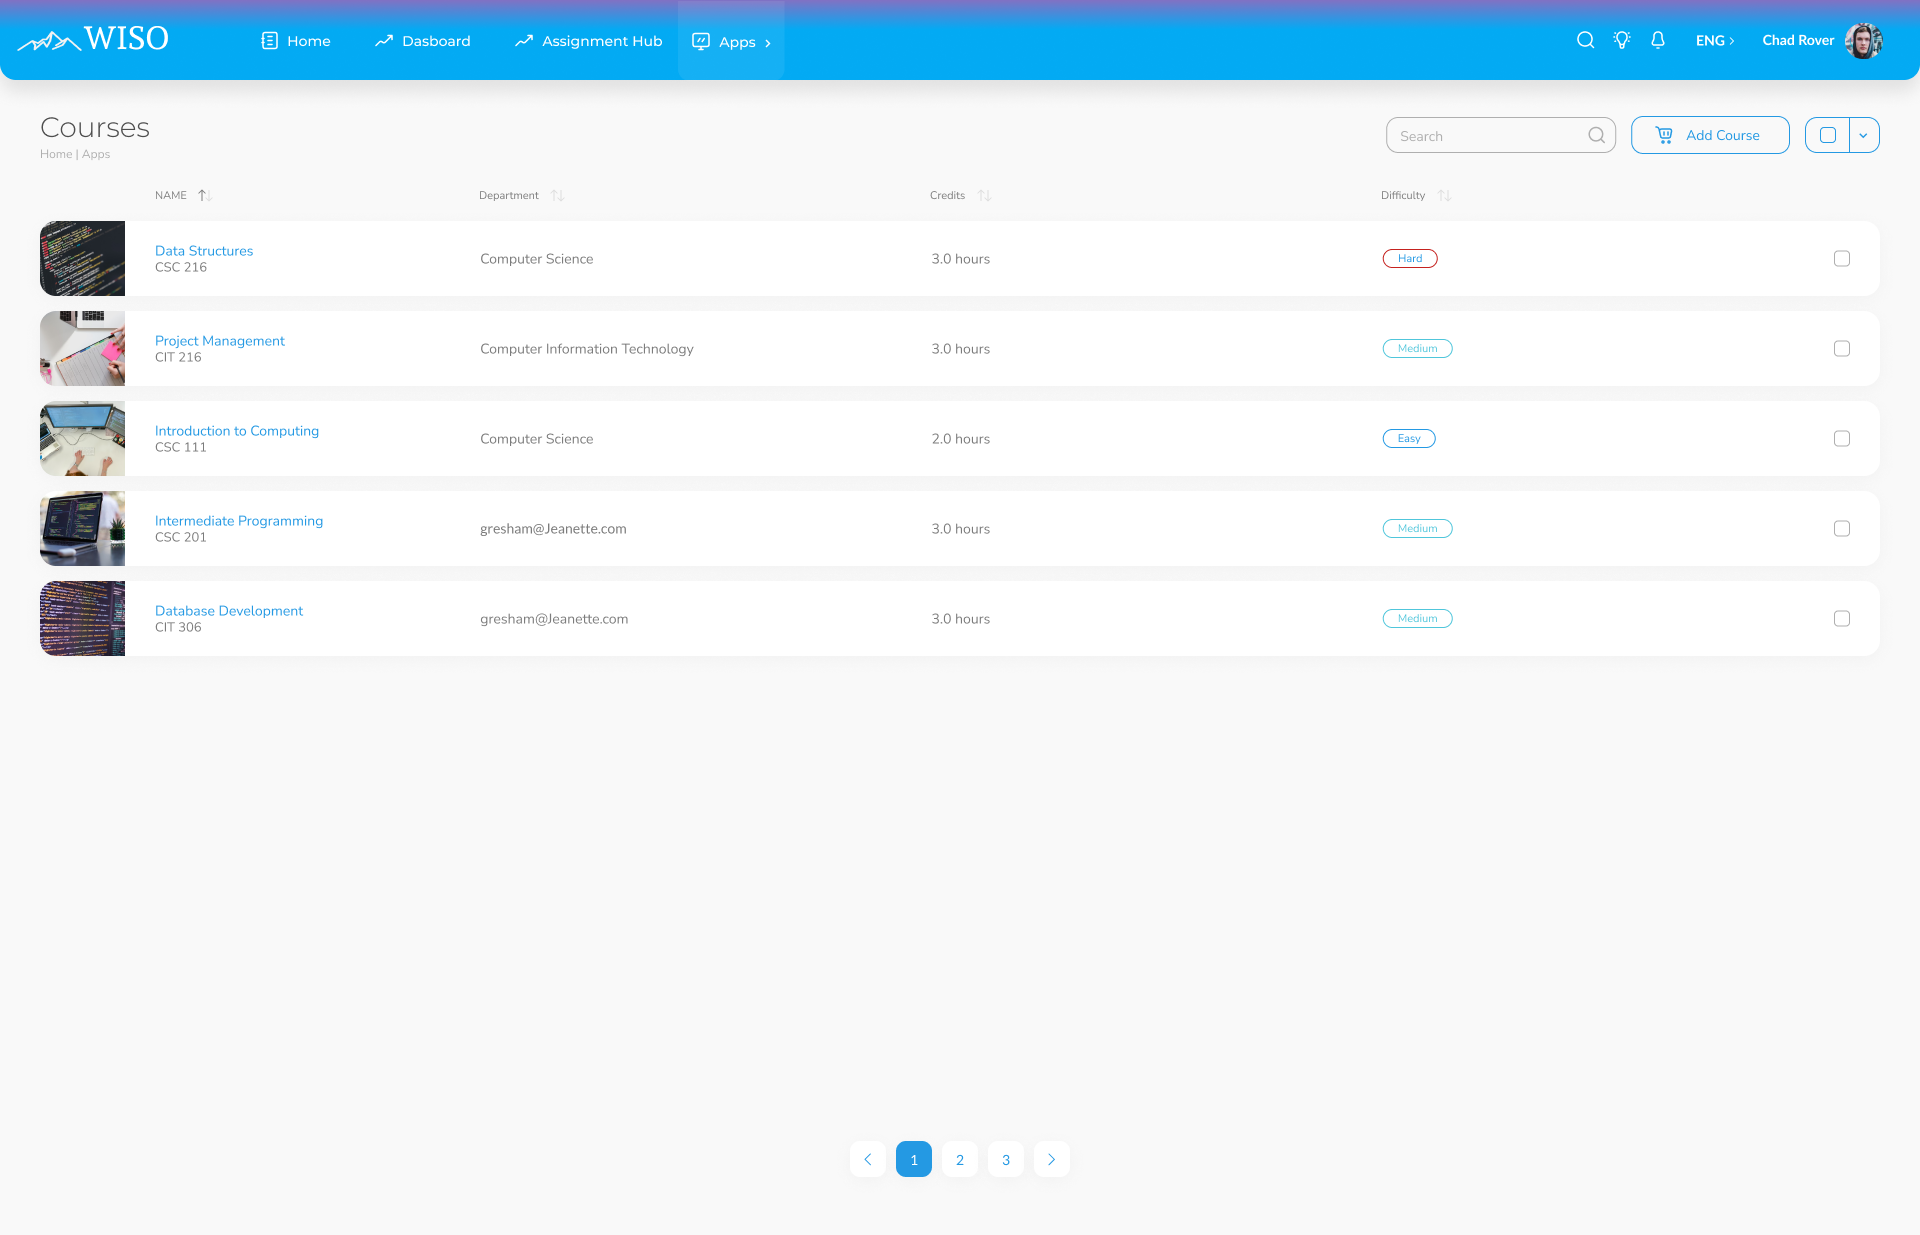 WISO
Home
Dasboard
Assignment Hub
Apps
ENG
Chad Rover
Courses
Home | Apps
Search
Add Course
NAME
Department
Credits
Difficulty
Data Structures
CSC 216
Computer Science
3.0 hours
Hard
Project Management
CIT 216
Computer Information Technology
3.0 hours
Medium
Introduction to Computing
CSC 111
Computer Science
2.0 hours
Easy
Intermediate Programming
CSC 201
gresham@Jeanette.com
3.0 hours
Medium
Database Development
CIT 306
gresham@Jeanette.com
3.0 hours
Medium
1
2
3